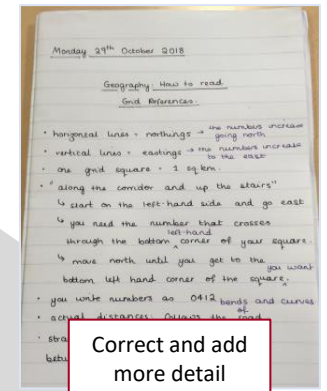 Monday 29th October 2018
Geography: How to read
Grid References.
• horizontal lines = northings → the numbers increase
going north
• vertical lines = eastings → the numbers increase
to the east
• one grid square = 1 sq km.
• "along the corridor and up the stairs"
↳ start on the left-hand side and go east
↳ you need the number that crosses
left-hand
through the bottom ^ corner of your square.
↳ move north until you get to the
bottom left hand corner of the square ^. you want
• you write numbers as 0412
• actual distances: follows the road bends and curves of
• stra
betw
Correct and add
more detail